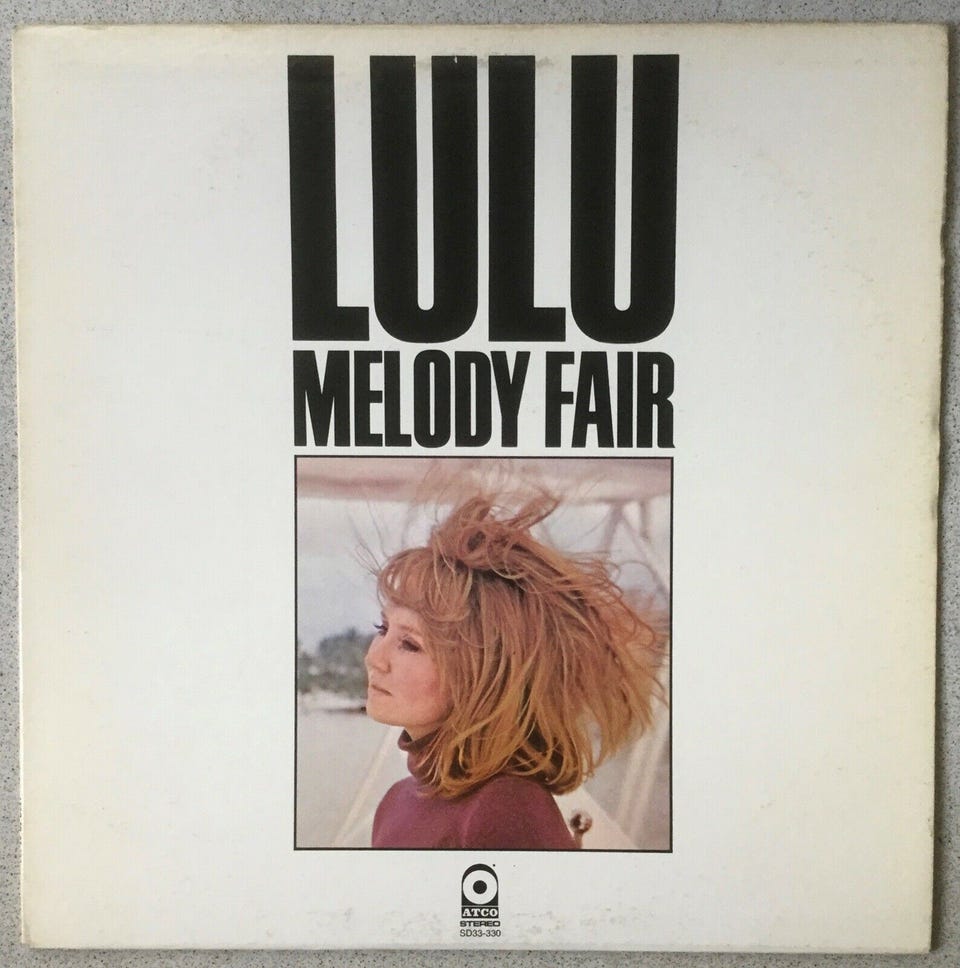 LULU
MELODY FAIR
ATCO
STEREO
SD33-330